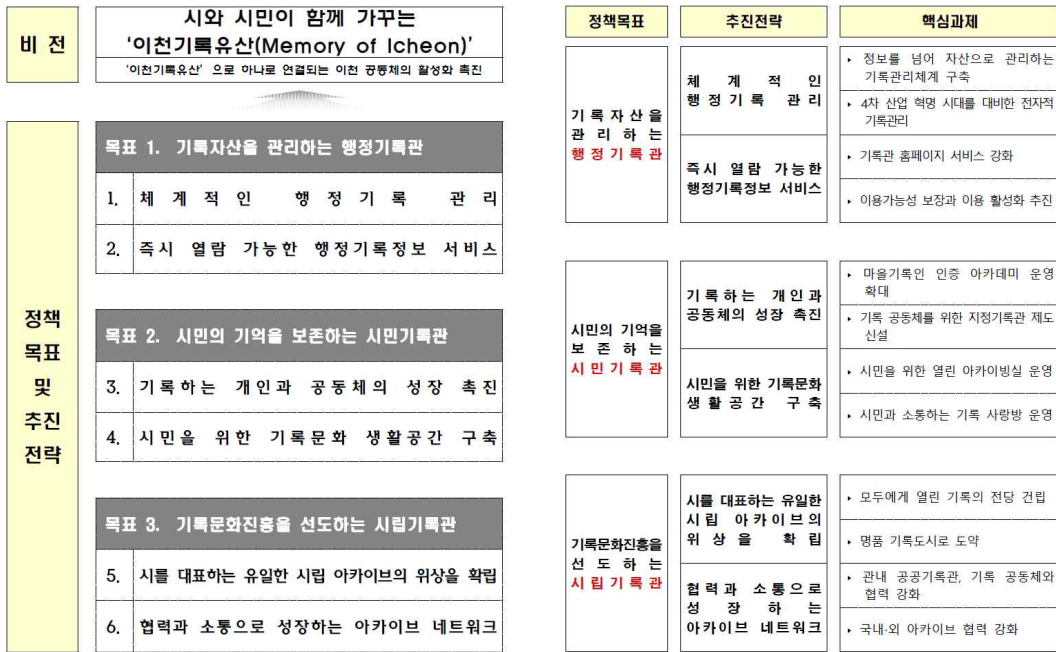 비 전
시와 시민이 함께 가꾸는
‘이천기록유산(Memory of Icheon)’
‘이천기록유산’ 으로 하나로 연결되는 이천 공동체의 활성화 촉진
정책
목표
및
추진
전략
목표 1. 기록자산을 관리하는 행정기록관
1. 체 계 적 인 행 정 기 록 관 리
2. 즉시 열람 가능한 행정기록정보 서비스
목표 2. 시민의 기억을 보존하는 시민기록관
3. 기록하는 개인과 공동체의 성장 촉진
4. 시민을 위한 기록문화 생활공간 구축
목표 3. 기록문화진흥을 선도하는 시립기록관
5. 시를 대표하는 유일한 시립 아카이브의 위상을 확립
6. 협력과 소통으로 성장하는 아카이브 네트워크
정책목표
추진전략
핵심과제
기 록 자 산 을
관 리 하 는
행 정 기 록 관
체 계 적 인
행 정 기 록 관 리
‣ 정보를 넘어 자산으로 관리하는
기록관리체계 구축
‣ 4차 산업 혁명 시대를 대비한 전자적
기록관리
즉시 열람 가능한
행정기록정보 서비스
‣ 기록관 홈페이지 서비스 강화
‣ 이용가능성 보장과 이용 활성화 추진
시민의 기억을
보 존 하 는
시 민 기 록 관
기 록 하 는 개 인 과
공동체의 성장 촉진
‣ 마을기록인 인증 아카데미 운영
확대
‣ 기록 공동체를 위한 지정기록관 제도
신설
시민을 위한 기록문화
생 활 공 간 구 축
‣ 시민을 위한 열린 아카이빙실 운영
‣ 시민과 소통하는 기록 사랑방 운영
기록문화진흥을
선 도 하 는
시 립 기 록 관
시를 대표하는 유일한
시 립 아 카 이 브 의
위 상 을 확 립
‣ 모두에게 열린 기록의 전당 건립
‣ 명품 기록도시로 도약
협 력 과 소 통 으 로
성 장 하 는
아카이브 네트워크
‣ 관내 공공기록관, 기록 공동체와
협력 강화
‣ 국내·외 아카이브 협력 강화